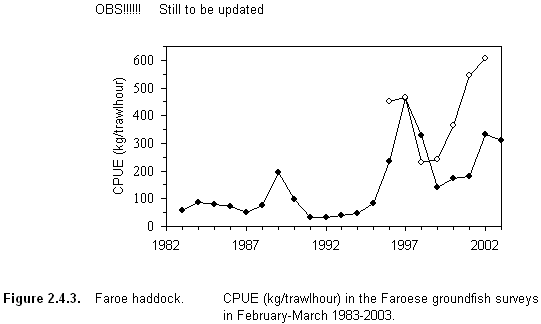 OBS!!!!!! Still to be updated
600
500
400
300
200
100
0
CPUE (kg/trawlhour)
1982 1987 1992 1997 2002
Figure 2.4.3. Faroe haddock. CPUE (kg/trawlhour) in the Faroese groundfish surveys
in February-March 1983-2003.